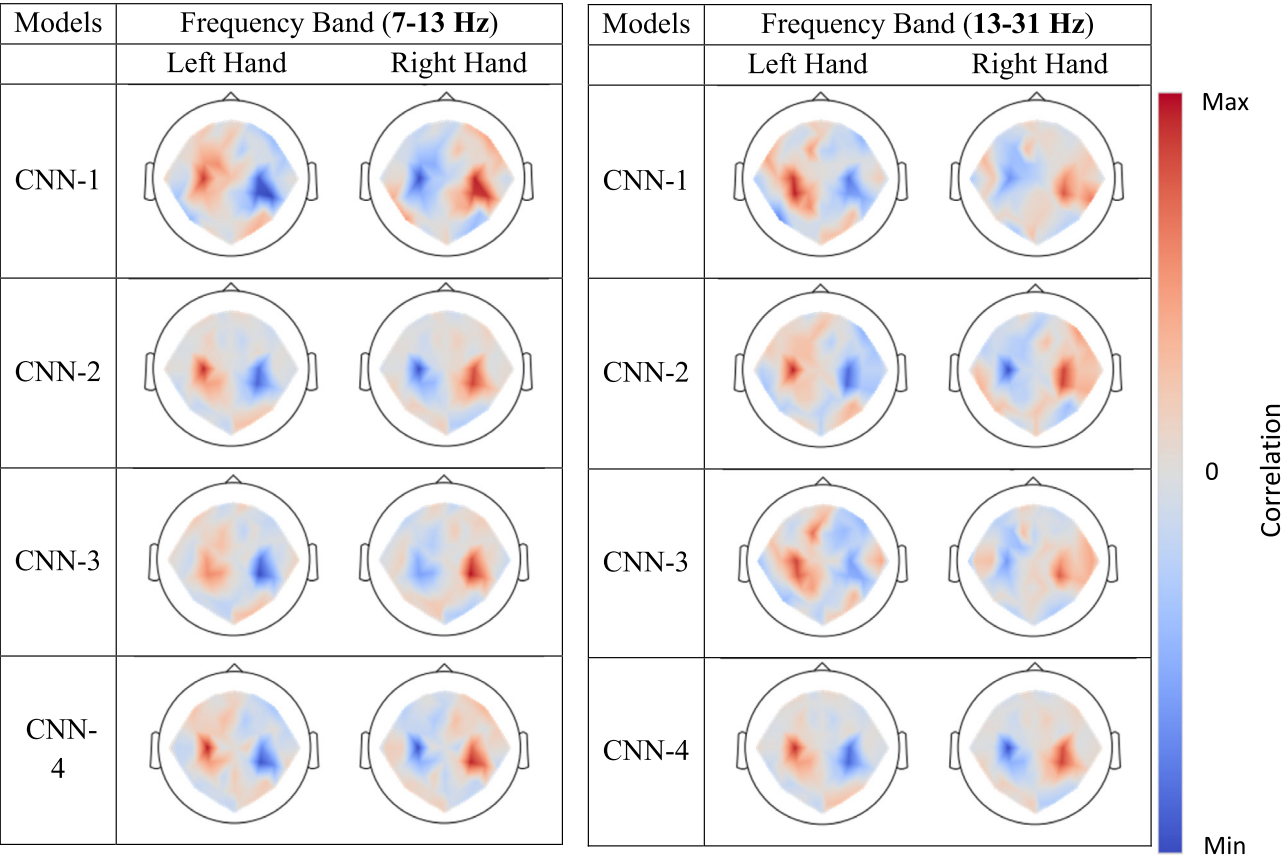 Models Frequency Band (7-13 Hz)
Left Hand Right Hand
CNN-1
CNN-2
CNN-3
CNN-
4
Models Frequency Band (13-31 Hz)
Left Hand Right Hand
CNN-1
CNN-2
CNN-3
CNN-4
Max
0
Min
Correlation